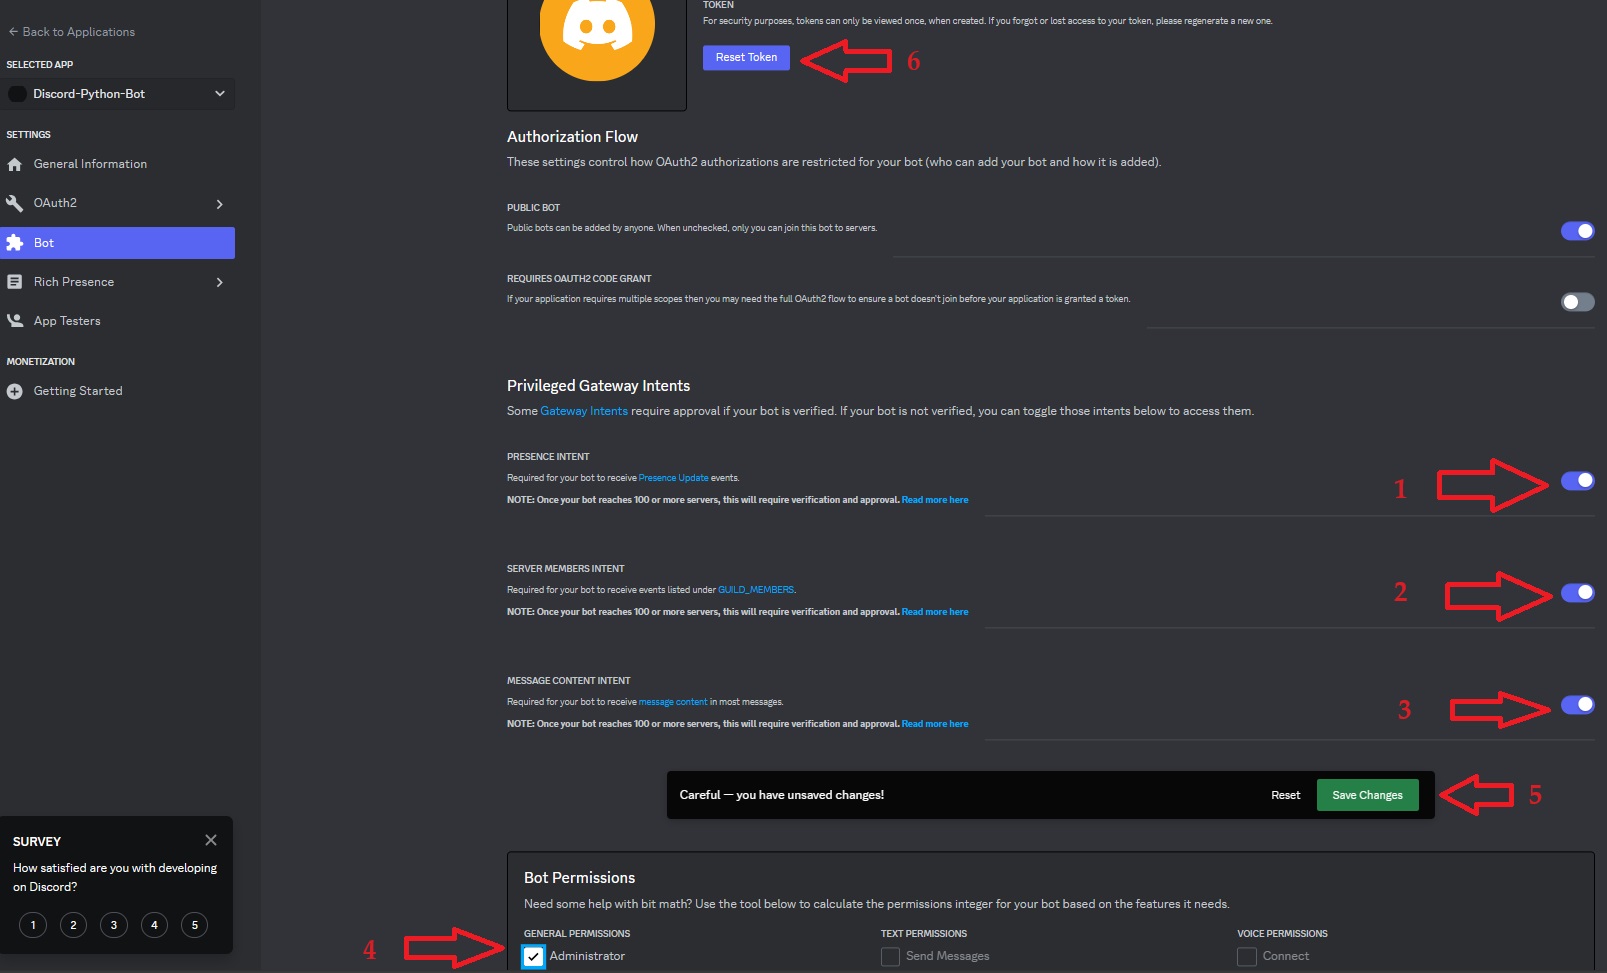 Back to Applications
SELECTED APP
Discord-Python-Bot
SETTINGS
General Information
OAuth2
Bot
Rich Presence
App Testers
MONETIZATION
Getting Started
SURVEY
How satisfied are you with developing
on Discord?
1 2 3 4 5
TOKEN
For security purposes, tokens can only be viewed once, when created. If you forgot or lost access to your token, please regenerate a new one.
Reset Token
6
Authorization Flow
These settings control how OAuth2 authorizations are restricted for your bot (who can add your bot and how it is added).
PUBLIC BOT
Public bots can be added by anyone. When unchecked, only you can join this bot to servers.
REQUIRES OAUTH2 CODE GRANT
If your application requires multiple scopes then you may need the full OAuth2 flow to ensure a bot doesn't join before your application is granted a token.
Privileged Gateway Intents
Some Gateway Intents require approval if your bot is verified. If your bot is not verified, you can toggle those intents below to access them.
PRESENCE INTENT
Required for your bot to receive Presence Update events.
NOTE: Once your bot reaches 100 or more servers, this will require verification and approval. Read more here
1
SERVER MEMBERS INTENT
Required for your bot to receive events listed under GUILD_MEMBERS.
NOTE: Once your bot reaches 100 or more servers, this will require verification and approval. Read more here
2
MESSAGE CONTENT INTENT
Required for your bot to receive message content in most messages.
NOTE: Once your bot reaches 100 or more servers, this will require verification and approval. Read more here
3
Careful — you have unsaved changes!
Reset
Save Changes
5
Bot Permissions
Need some help with bit math? Use the tool below to calculate the permissions integer for your bot based on the features it needs.
GENERAL PERMISSIONS
TEXT PERMISSIONS
VOICE PERMISSIONS
4
Administrator
Send Messages
Connect